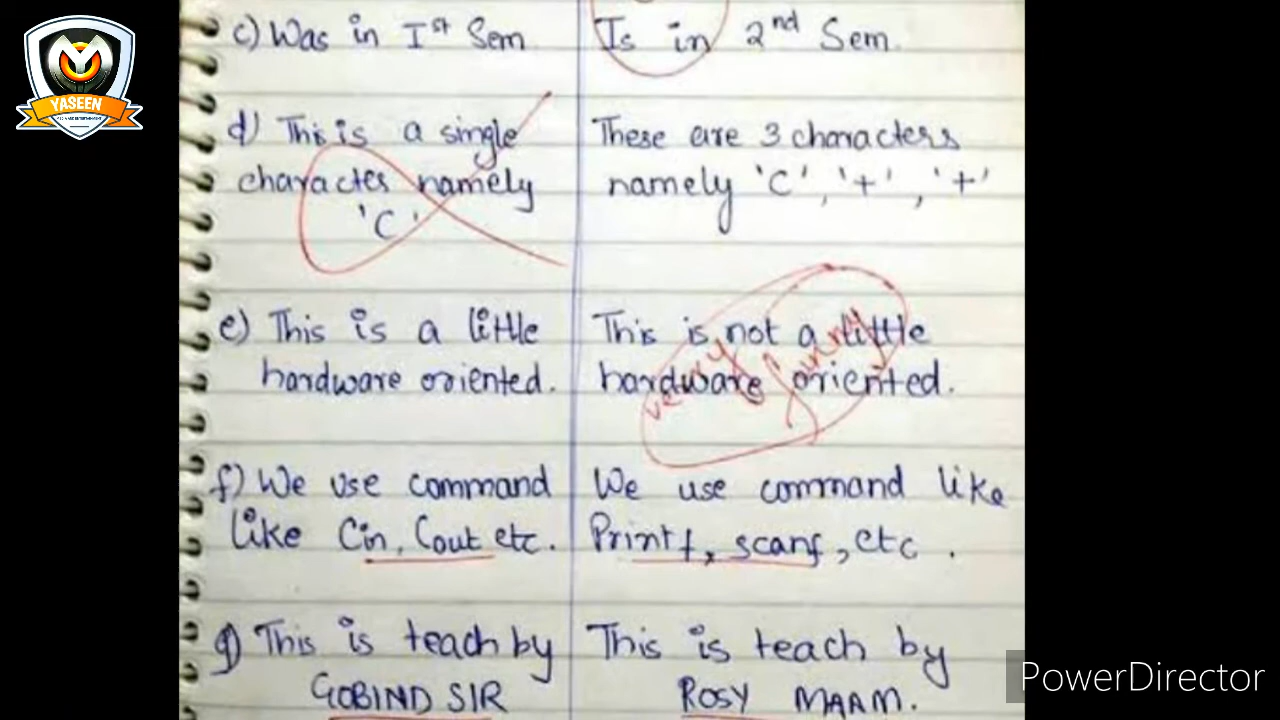 YASEEN
c) Was in Ist Sem
Is in 2nd Sem.
d) This is a single
character namely
'C'
These are 3 characters
namely 'C', '+', '+'
e) This is a little
hardware oriented.
This is not a little
hardware oriented.
very funny
f) We use command
like Cin, Cout etc.
We use command like
Printf, scanf, etc.
g) This is teach by
GOBIND SIR
This is teach by
ROSY MAAM.
PowerDirector